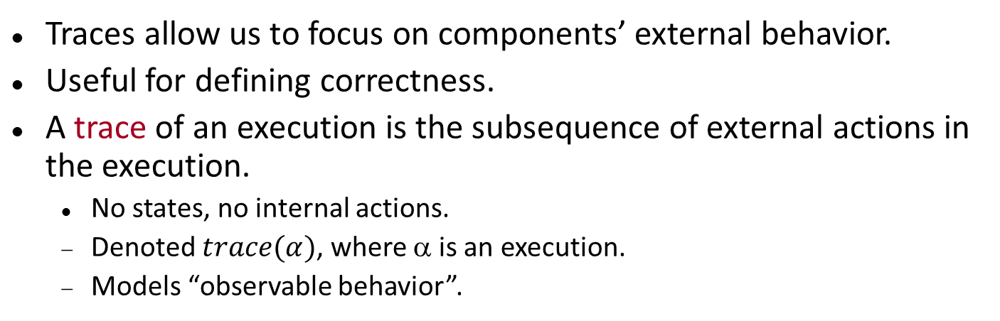 • Traces allow us to focus on components’ external behavior.
• Useful for defining correctness.
• A trace of an execution is the subsequence of external actions in
the execution.
• No states, no internal actions.
– Denoted 𝑡𝑟𝑎𝑐𝑒(𝛼), where α is an execution.
– Models “observable behavior”.